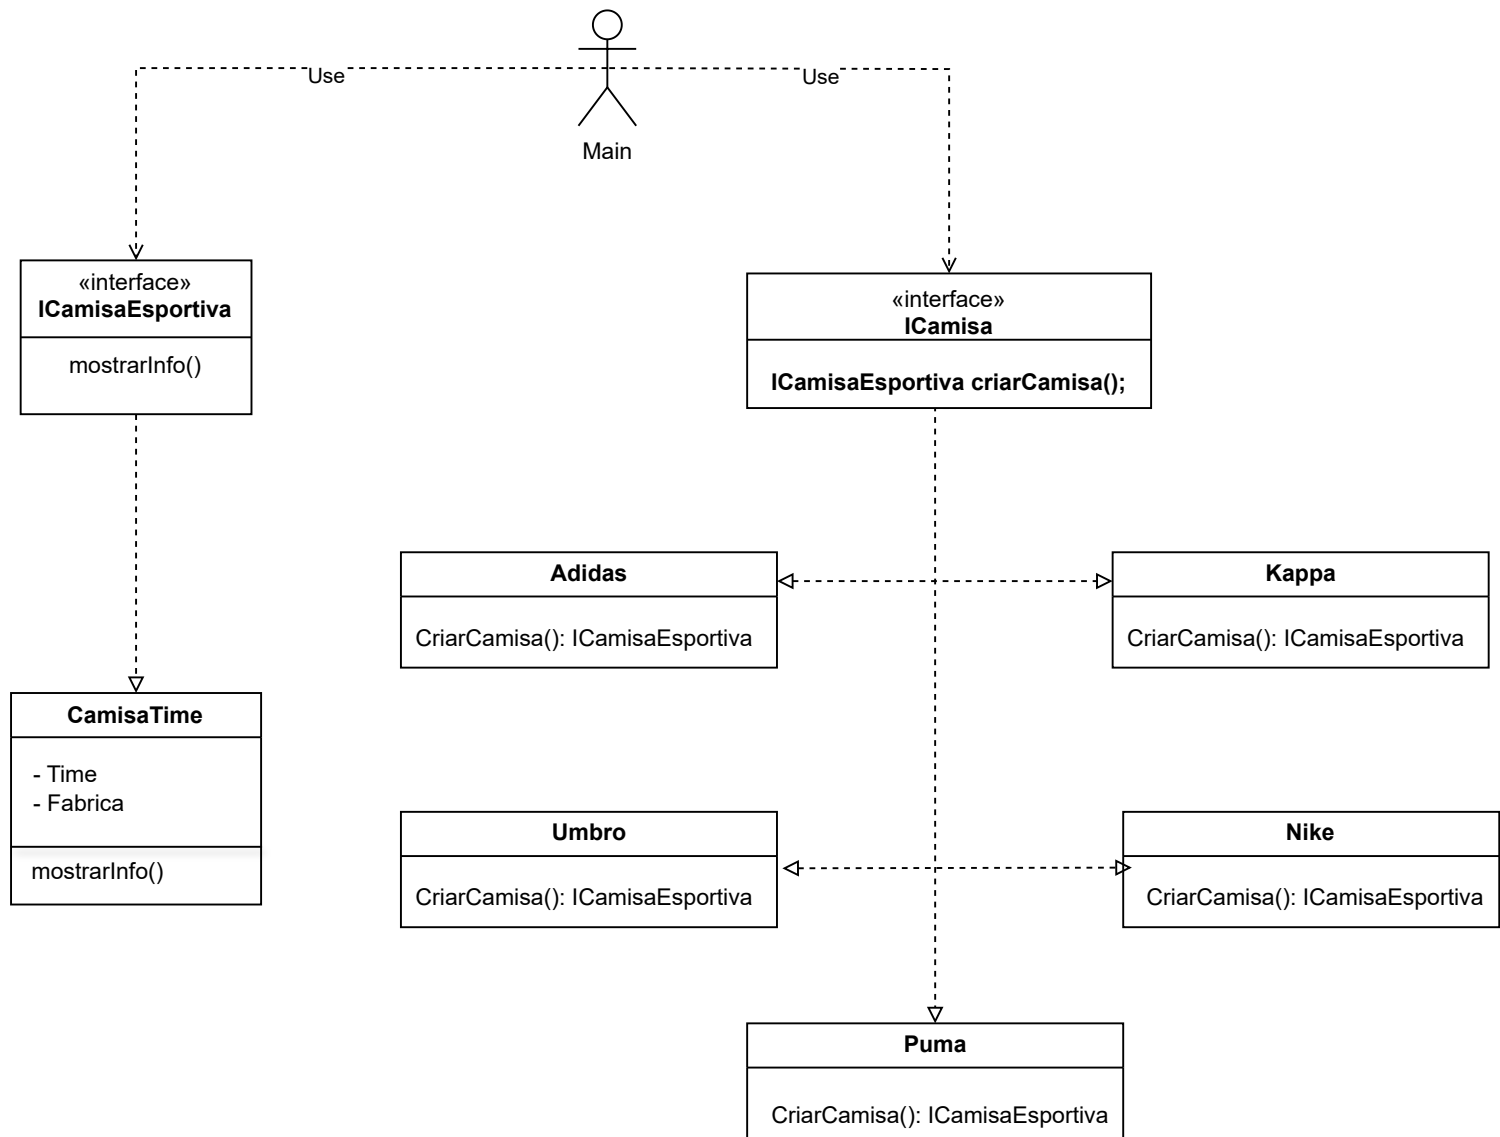 Use
Use
Main
«interface»
ICamisaEsportiva
mostrarInfo()
«interface»
ICamisa
ICamisaEsportiva criarCamisa();
Adidas
CriarCamisa(): ICamisaEsportiva
Kappa
CriarCamisa(): ICamisaEsportiva
CamisaTime
- Time
- Fabrica
mostrarInfo()
Umbro
CriarCamisa(): ICamisaEsportiva
Nike
CriarCamisa(): ICamisaEsportiva
Puma
CriarCamisa(): ICamisaEsportiva